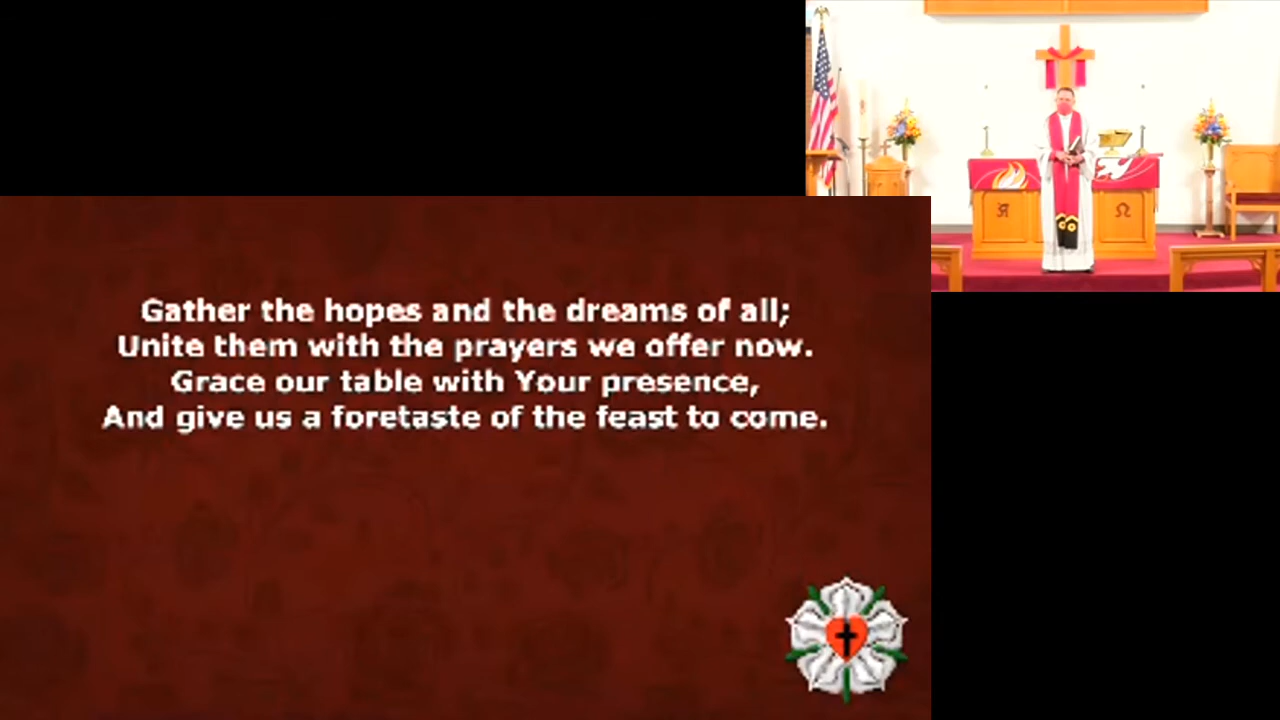 Gather the hopes and the dreams of all;
Unite them with the prayers we offer now.
Grace our table with Your presence,
And give us a foretaste of the feast to come.
Ω